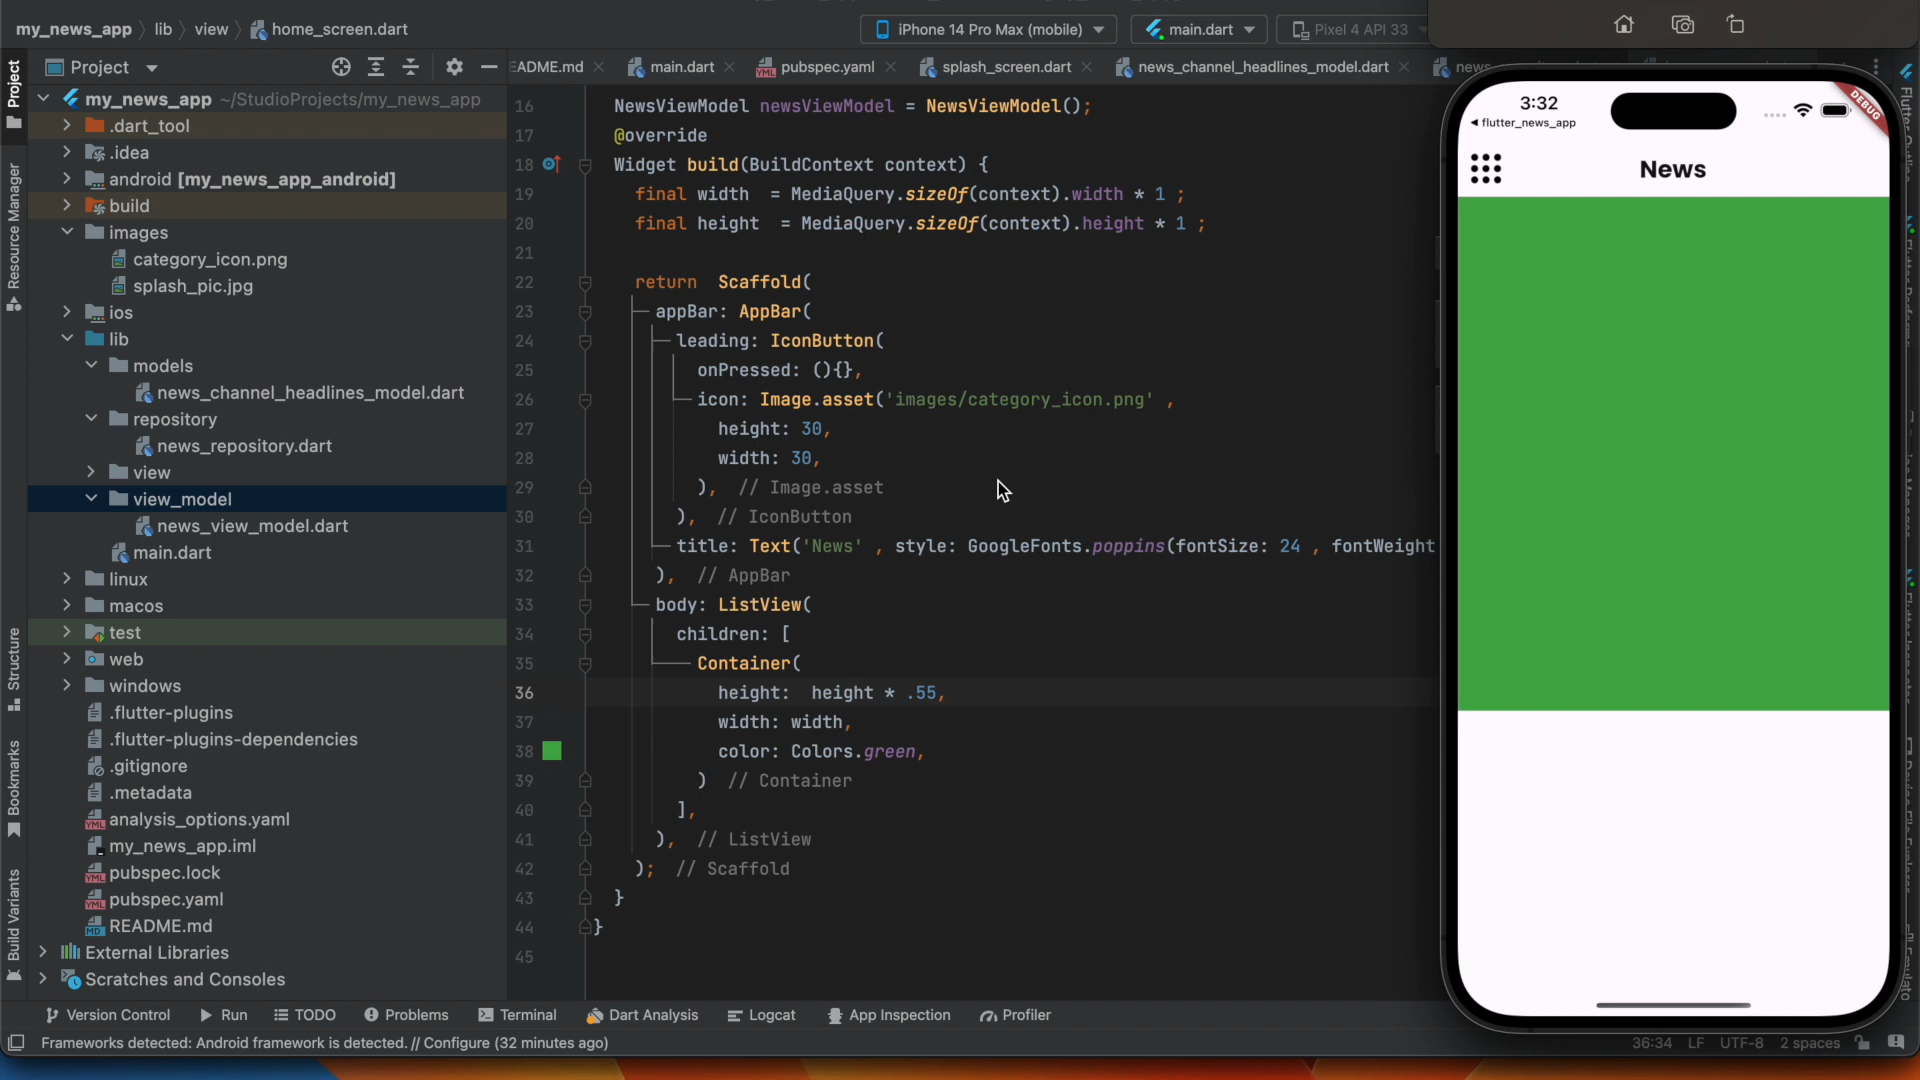 my_news_app lib view home_screen.dart
iPhone 14 Pro Max (mobile) main.dart Pixel 4 API 33
Project
EADME.md main.dart pubspec.yaml splash_screen.dart news_channel_headlines_model.dart
my_news_app ~/StudioProjects/my_news_app
.dart_tool
.idea
android [my_news_app_android]
build
images
category_icon.png
splash_pic.jpg
ios
lib
models
news_channel_headlines_model.dart
repository
news_repository.dart
view
view_model
news_view_model.dart
main.dart
linux
macos
test
web
windows
.flutter-plugins
.flutter-plugins-dependencies
.gitignore
.metadata
analysis_options.yaml
my_news_app.iml
pubspec.lock
pubspec.yaml
README.md
External Libraries
Scratches and Consoles
Project
Resource Manager
Structure
Bookmarks
Build Variants
16 NewsViewModel newsViewModel = NewsViewModel();
17 @override
18 Widget build(BuildContext context) {
19 final width = MediaQuery.sizeOf(context).width * 1 ;
20 final height = MediaQuery.sizeOf(context).height * 1 ;
21
22 return Scaffold(
23 appBar: AppBar(
24 leading: IconButton(
25 onPressed: (){},
26 icon: Image.asset('images/category_icon.png' ,
27 height: 30,
28 width: 30,
29 ), // Image.asset
30 ), // IconButton
31 title: Text('News' , style: GoogleFonts.poppins(fontSize: 24 , fontWeight
32 ), // AppBar
33 body: ListView(
34 children: [
35 Container(
36 height: height * .55,
37 width: width,
38 color: Colors.green,
39 ) // Container
40 ],
41 ), // ListView
42 ); // Scaffold
43 }
44 }
45
3:32
flutter_news_app
DEBUG
News
Version Control Run TODO Problems Terminal Dart Analysis Logcat App Inspection Profiler
Frameworks detected: Android framework is detected. // Configure (32 minutes ago)
36:34 LF UTF-8 2 spaces